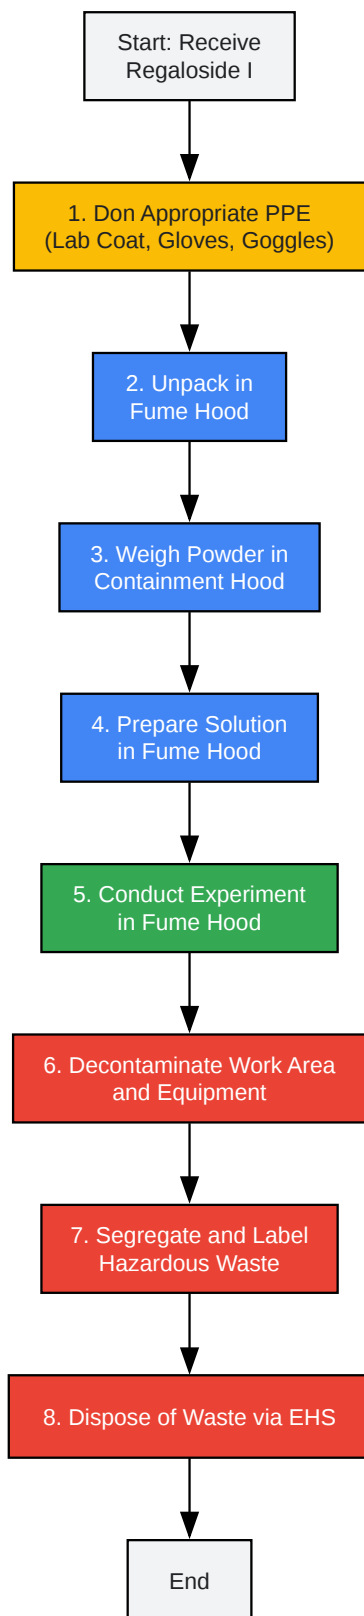 Start: Receive
Regaloside I
1. Don Appropriate PPE
(Lab Coat, Gloves, Goggles)
2. Unpack in
Fume Hood
3. Weigh Powder in
Containment Hood
4. Prepare Solution
in Fume Hood
5. Conduct Experiment
in Fume Hood
6. Decontaminate Work Area
and Equipment
7. Segregate and Label
Hazardous Waste
8. Dispose of Waste via EHS
End